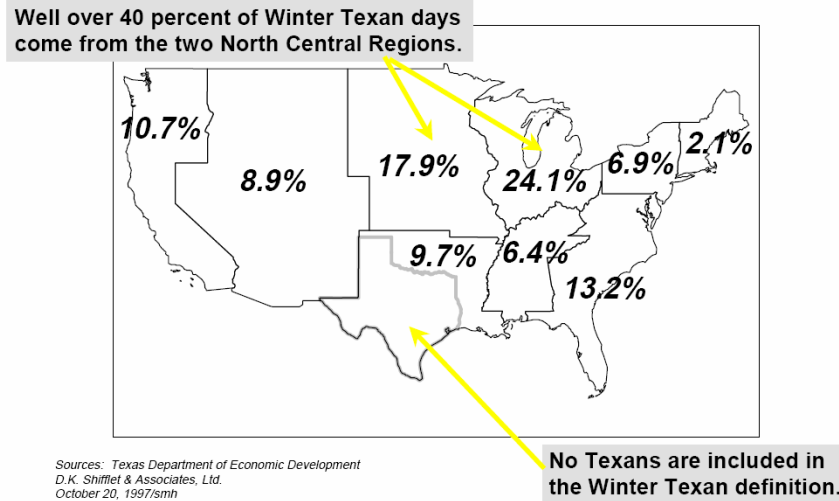 Well over 40 percent of Winter Texan days
come from the two North Central Regions.
10.7%
8.9%
17.9%
24.1%
6.9%
2.1%
9.7%
6.4%
13.2%
Sources:  Texas Department of Economic Development
D.K. Shifflet & Associates, Ltd.
October 20, 1997/smh
No Texans are included in
the Winter Texan definition.